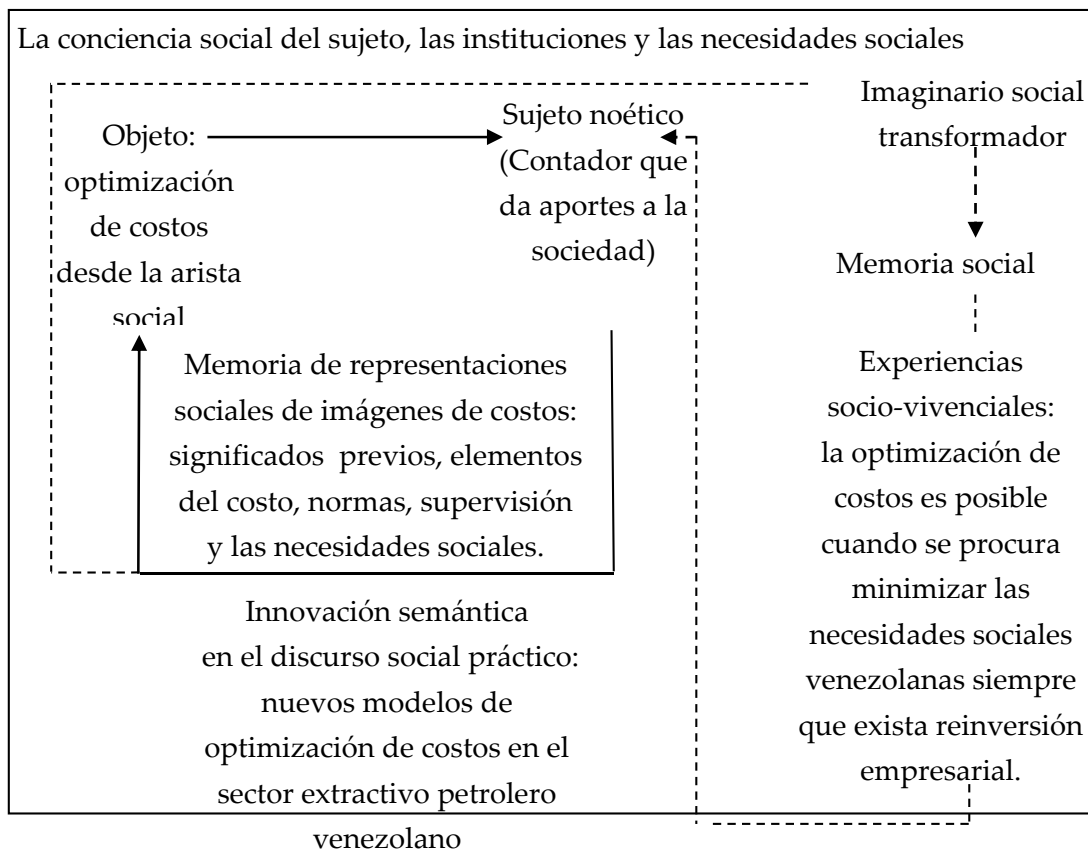 La conciencia social del sujeto, las instituciones y las necesidades sociales
Objeto:
optimización
de costos
desde la arista
social
Sujeto noético
(Contador que
da aportes a la
sociedad)
Imaginario social
transformador
Memoria social
Memoria de representaciones
sociales de imágenes de costos:
significados previos, elementos
del costo, normas, supervisión
y las necesidades sociales.
Experiencias
socio-vivenciales:
la optimización de
costos es posible
cuando se procura
minimizar las
necesidades sociales
venezolanas siempre
que exista reinversión
empresarial.
Innovación semántica
en el discurso social práctico:
nuevos modelos de
optimización de costos en el
sector extractivo petrolero
venezolano